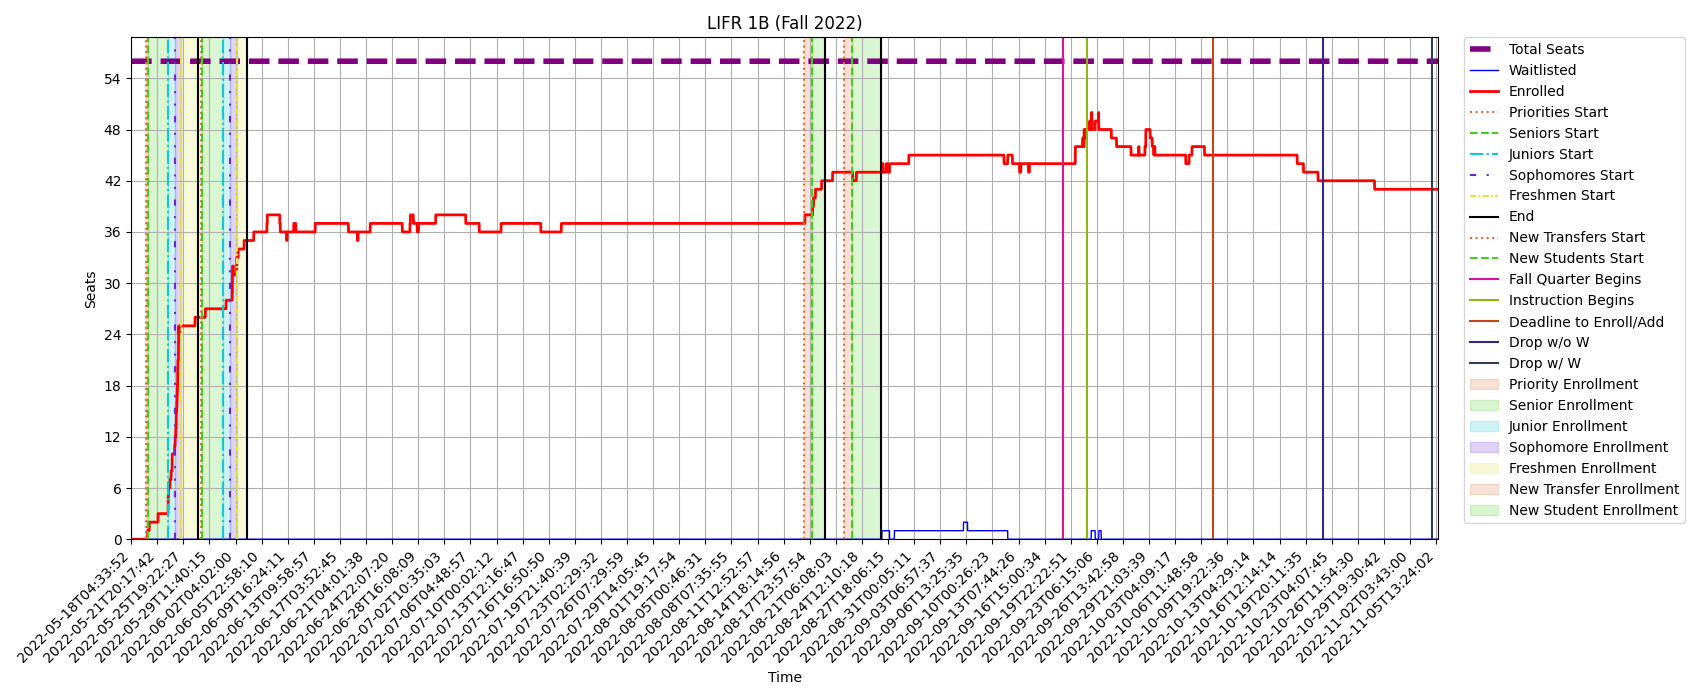 LIFR 1B (Fall 2022)
Seats
54
48
42
36
30
24
18
12
6
0
2022-05-18T04:33:52
2022-05-21T20:17:42
2022-05-25T19:22:27
2022-05-29T11:40:15
2022-06-02T04:02:00
2022-06-05T22:58:10
2022-06-09T16:24:11
2022-06-13T09:58:57
2022-06-17T03:52:45
2022-06-21T04:01:38
2022-06-24T22:07:20
2022-06-28T16:08:09
2022-07-02T10:35:03
2022-07-06T04:48:57
2022-07-10T00:02:12
2022-07-13T12:16:47
2022-07-16T16:50:50
2022-07-19T21:40:39
2022-07-23T02:29:32
2022-07-26T07:29:59
2022-07-29T14:05:45
2022-08-01T19:17:54
2022-08-05T00:46:31
2022-08-08T07:35:55
2022-08-11T12:52:57
2022-08-14T18:14:56
2022-08-17T23:57:54
2022-08-21T06:08:03
2022-08-24T12:10:18
2022-08-27T18:06:15
2022-08-31T00:05:11
2022-09-03T06:57:37
2022-09-06T13:25:35
2022-09-10T00:26:23
2022-09-13T07:44:26
2022-09-16T15:00:34
2022-09-19T22:22:51
2022-09-23T06:15:06
2022-09-26T13:42:58
2022-09-29T21:03:39
2022-10-03T04:09:17
2022-10-06T11:48:58
2022-10-09T19:22:36
2022-10-13T04:29:14
2022-10-16T12:14:14
2022-10-19T20:11:35
2022-10-23T04:07:45
2022-10-26T11:54:30
2022-10-29T19:30:42
2022-11-02T03:43:00
2022-11-05T13:24:02
Time
Total Seats
Waitlisted
Enrolled
Priorities Start
Seniors Start
Juniors Start
Sophomores Start
Freshmen Start
End
New Transfers Start
New Students Start
Fall Quarter Begins
Instruction Begins
Deadline to Enroll/Add
Drop w/o W
Drop w/ W
Priority Enrollment
Senior Enrollment
Junior Enrollment
Sophomore Enrollment
Freshmen Enrollment
New Transfer Enrollment
New Student Enrollment